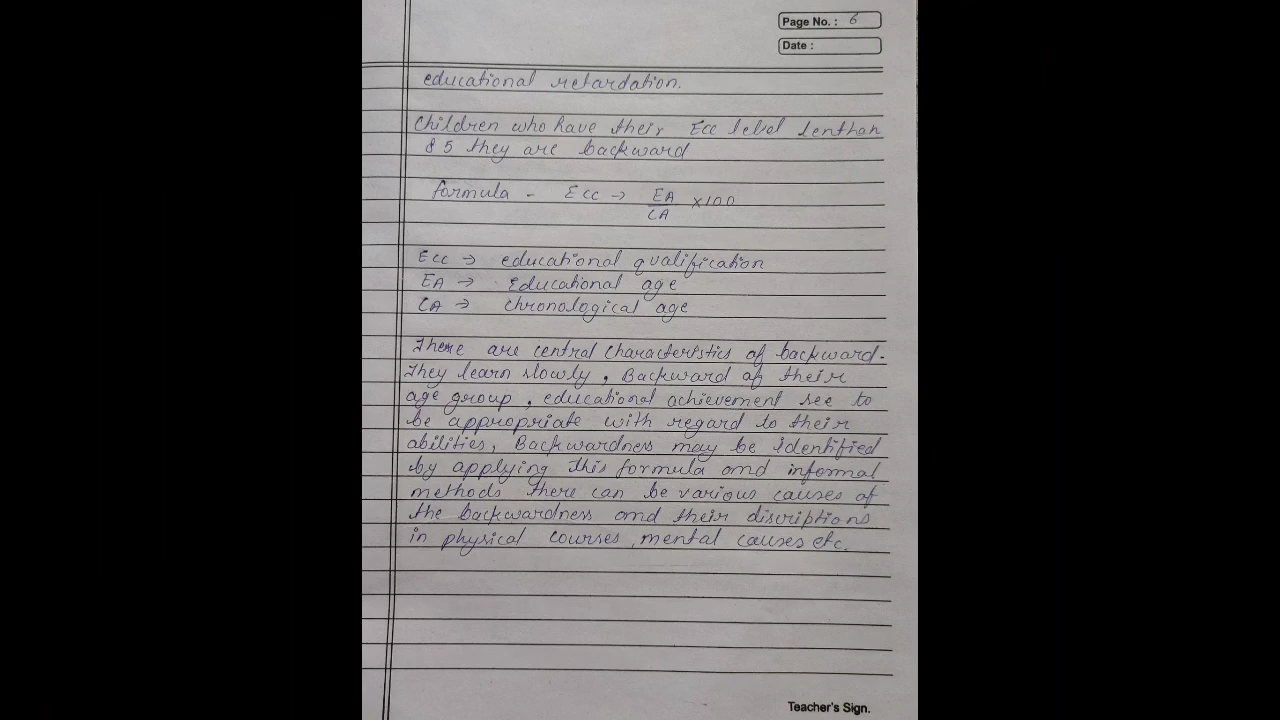 Page No. : 6
Date :
educational retardation.
Children who have their Ecc lebel lenthan
85 they are backward
formula - Ecc → EA/CA ×100
Ecc → educational qualification
EA → Educational age
CA → Chronological age
There are central characteristics of backward.
They learn slowly, Backward of their
age group, educational achievement see to
be appropriate with regard to their
abilities, Backwardness may be identified
by applying this formula and informal
methods there can be various causes of
the backwardness and their discriptions
in physical courses, mental causes etc.
Teacher's Sign.